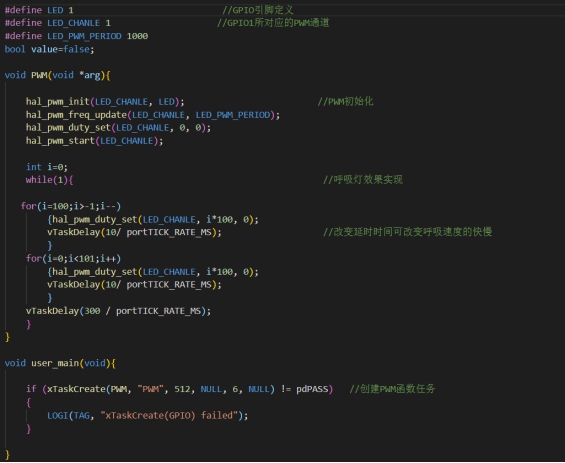 #define LED 1 //GPIO引脚定义
#define LED_CHANLE 1 //GPIO1所对应的PWM通道
#define LED_PWM_PERIOD 1000
bool value=false;
void PWM(void *arg){
hal_pwm_init(LED_CHANLE, LED); //PWM初始化
hal_pwm_freq_update(LED_CHANLE, LED_PWM_PERIOD);
hal_pwm_duty_set(LED_CHANLE, 0, 0);
hal_pwm_start(LED_CHANLE);
int i=0;
while(1){ //呼吸灯效果实现
for(i=100;i>-1;i--)
{hal_pwm_duty_set(LED_CHANLE, i*100, 0);
vTaskDelay(10/ portTICK_RATE_MS); //改变延时时间可改变呼吸速度的快慢
}
for(i=0;i<101;i++)
{hal_pwm_duty_set(LED_CHANLE, i*100, 0);
vTaskDelay(10/ portTICK_RATE_MS);
}
vTaskDelay(300 / portTICK_RATE_MS);
}
}
void user_main(void){
if (xTaskCreate(PWM, "PWM", 512, NULL, 6, NULL) != pdPASS) //创建PWM函数任务
{
LOGI(TAG, "xTaskCreate(GPIO) failed");
}
}